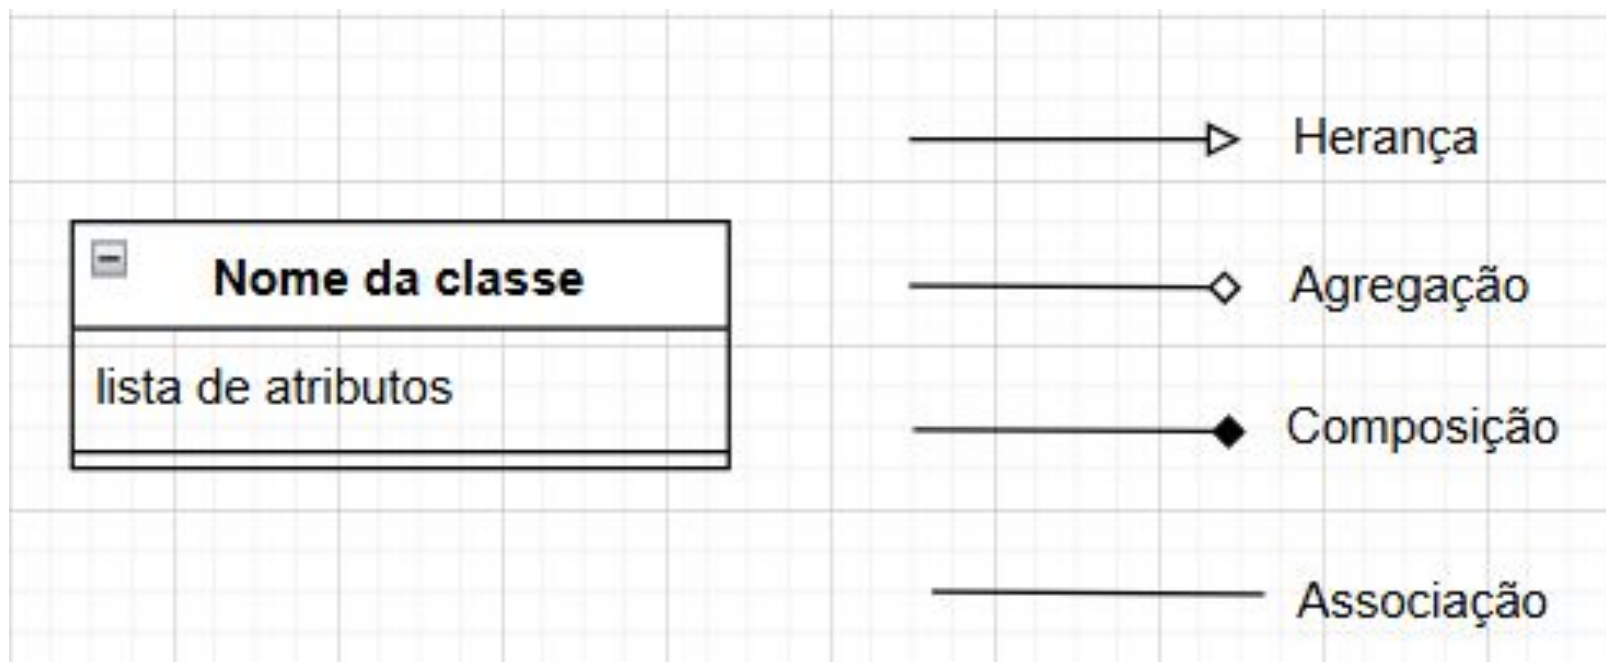 Herança
Nome da classe
Agregação
lista de atributos
Composição
Associação